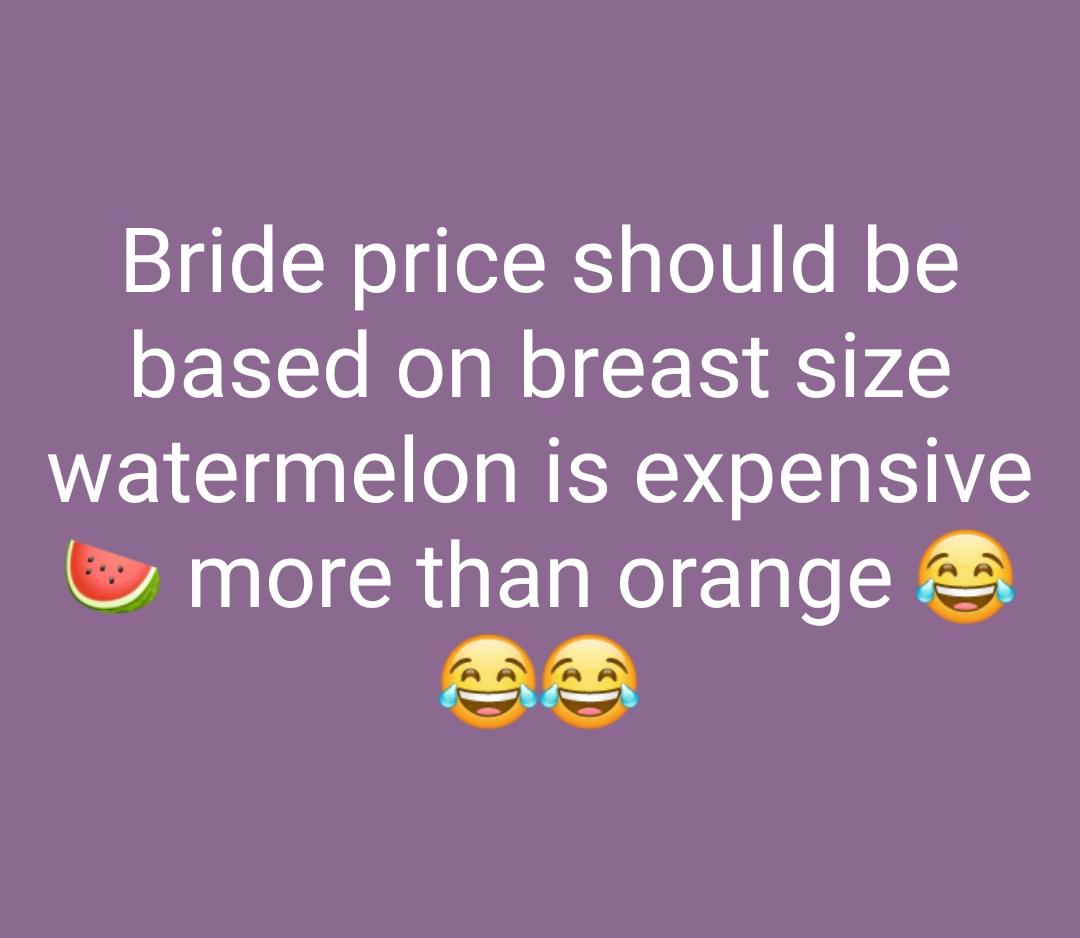 Bride price should be
based on breast size
watermelon is expensive
🍉 more than orange 😂
😂😂